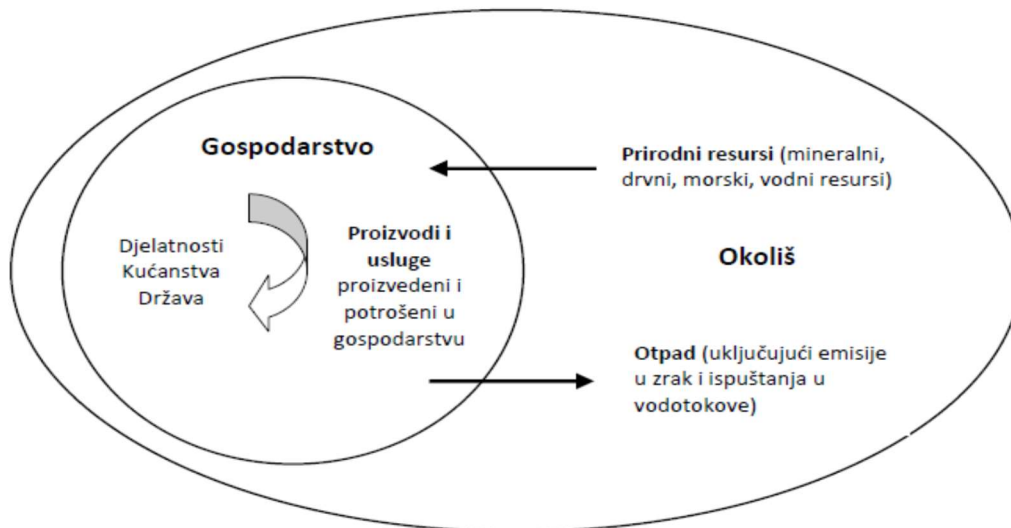 Gospodarstvo
Djelatnosti
Kućanstva
Država
Proizvodi i
usluge
proizvedeni i
potrošeni u
gospodarstvu
Prirodni resursi (mineralni,
drvni, morski, vodni resursi)
Okoliš
Otpad (uključujući emisije
u zrak i ispuštanja u
vodotokove)